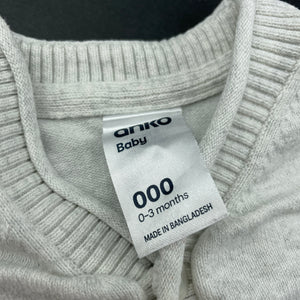 anko
Baby
000
0-3 months
MADE IN BANGLADESH